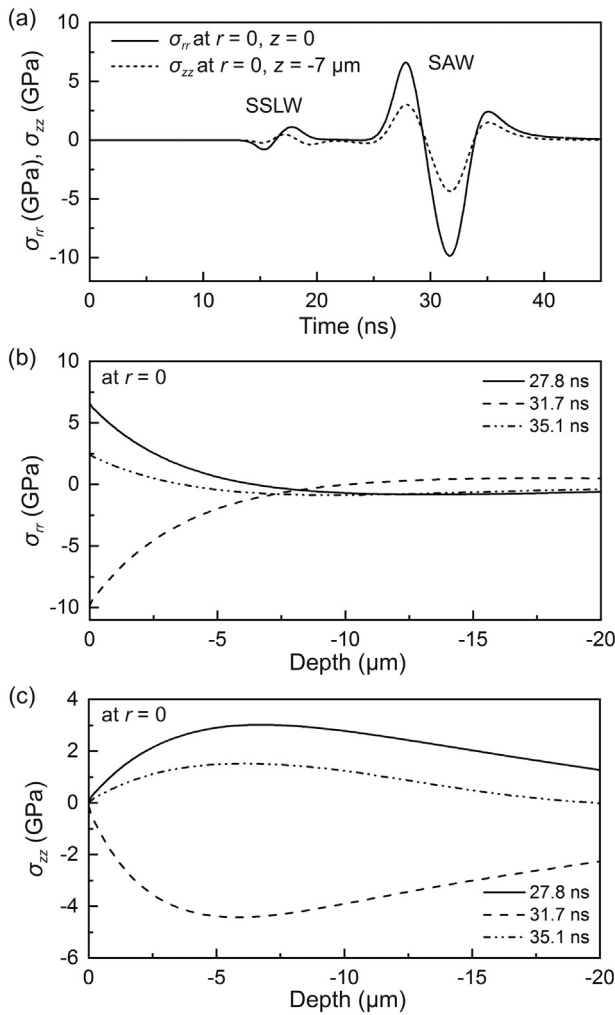 (a)
10
5
0
-5
-10
σrr (GPa), σzz (GPa)
σrr at r = 0, z = 0
σzz at r = 0, z = -7 µm
SSLW
SAW
0 10 20 30 40
Time (ns)
(b)
10
5
0
-5
-10
σrr (GPa)
at r = 0
27.8 ns
31.7 ns
35.1 ns
0 -5 -10 -15 -20
Depth (µm)
(c)
4
2
0
-2
-4
-6
σzz (GPa)
at r = 0
27.8 ns
31.7 ns
35.1 ns
0 -5 -10 -15 -20
Depth (µm)